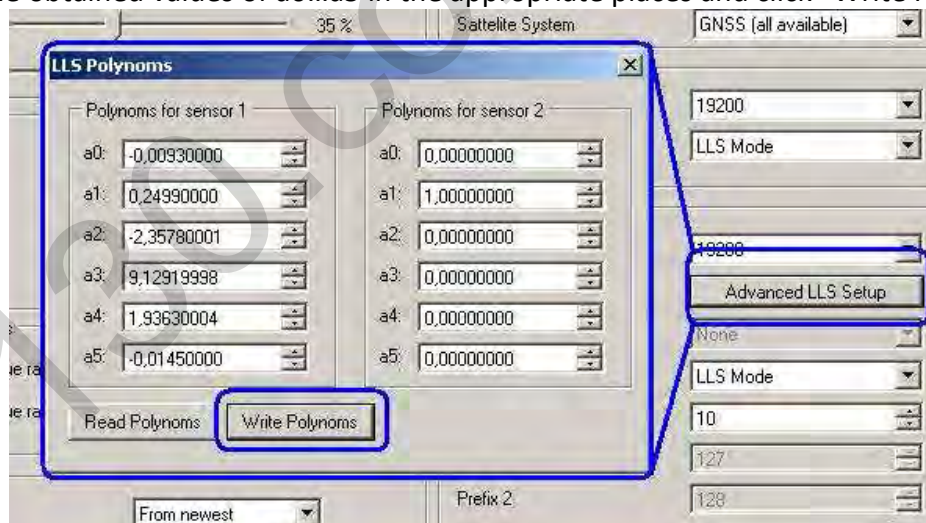 35 %
Sattelite System
GNSS (all available)
LLS Polynoms
Polynoms for sensor 1
Polynoms for sensor 2
19200
LLS Mode
a0: -0,00930000
a0: 0,00000000
a1: 0,24990000
a1: 1,00000000
a2: -2,35780001
a2: 0,00000000
19200
a3: 9,12919998
a3: 0,00000000
Advanced LLS Setup
a4: 1,93630004
a4: 0,00000000
None
a5: -0,01450000
a5: 0,00000000
LLS Mode
Read Polynoms
Write Polynoms
10
127
Prefix 2
128
From newest